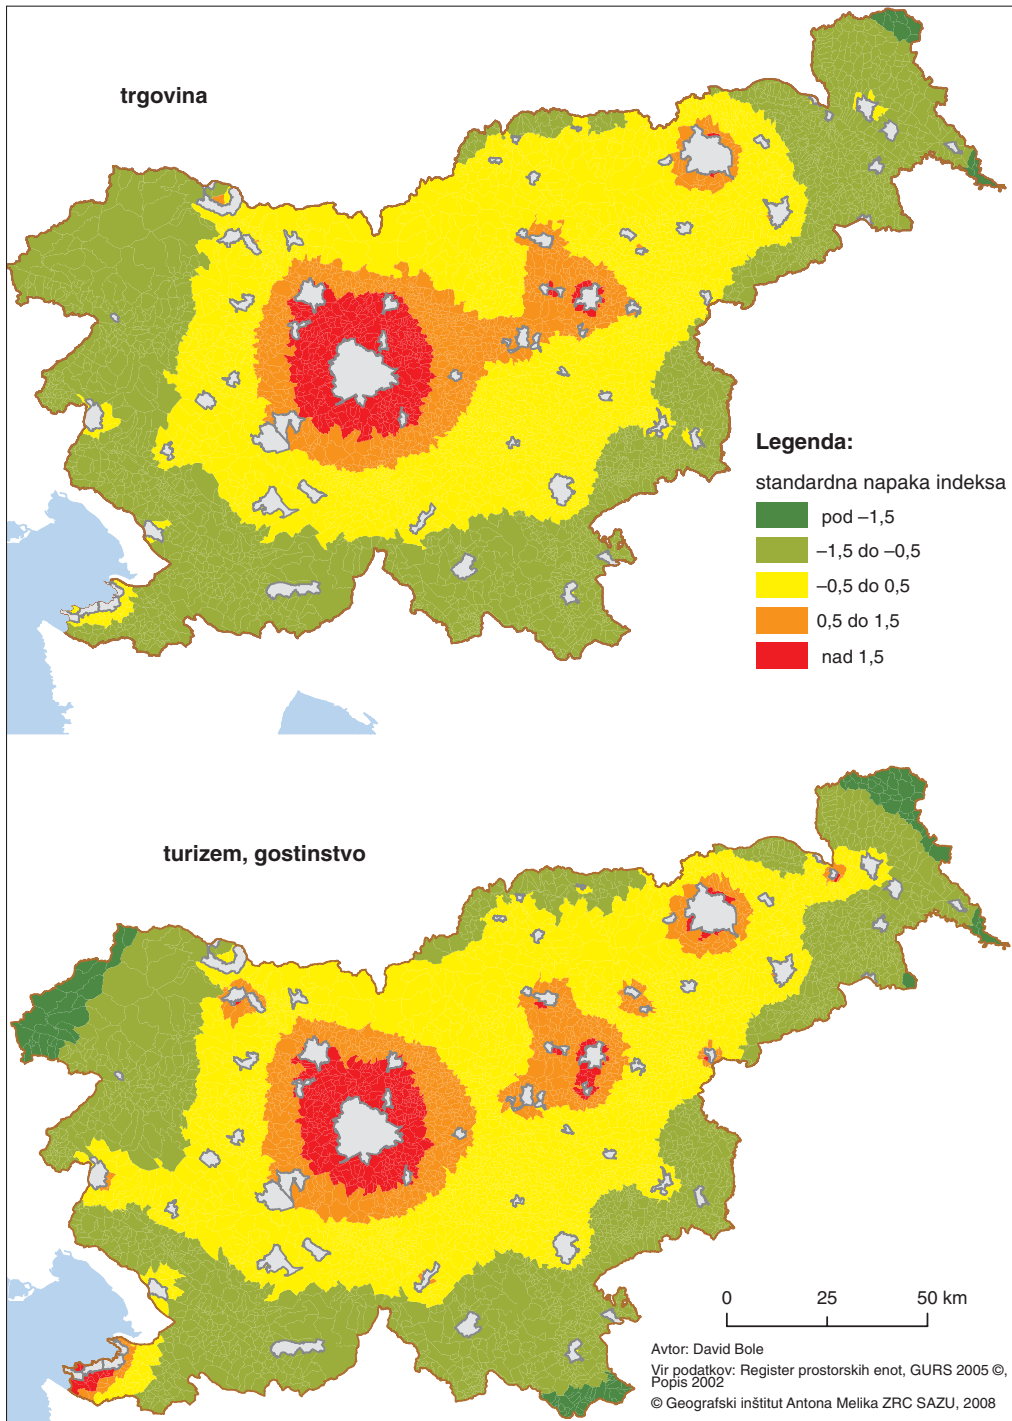 trgovina
Legenda:
standardna napaka indeksa
pod –1,5
–1,5 do –0,5
–0,5 do 0,5
0,5 do 1,5
nad 1,5
turizem, gostinstvo
0 25 50 km
Avtor: David Bole
Vir podatkov: Register prostorskih enot, GURS 2005 ©,
Popis 2002
© Geografski inštitut Antona Melika ZRC SAZU, 2008